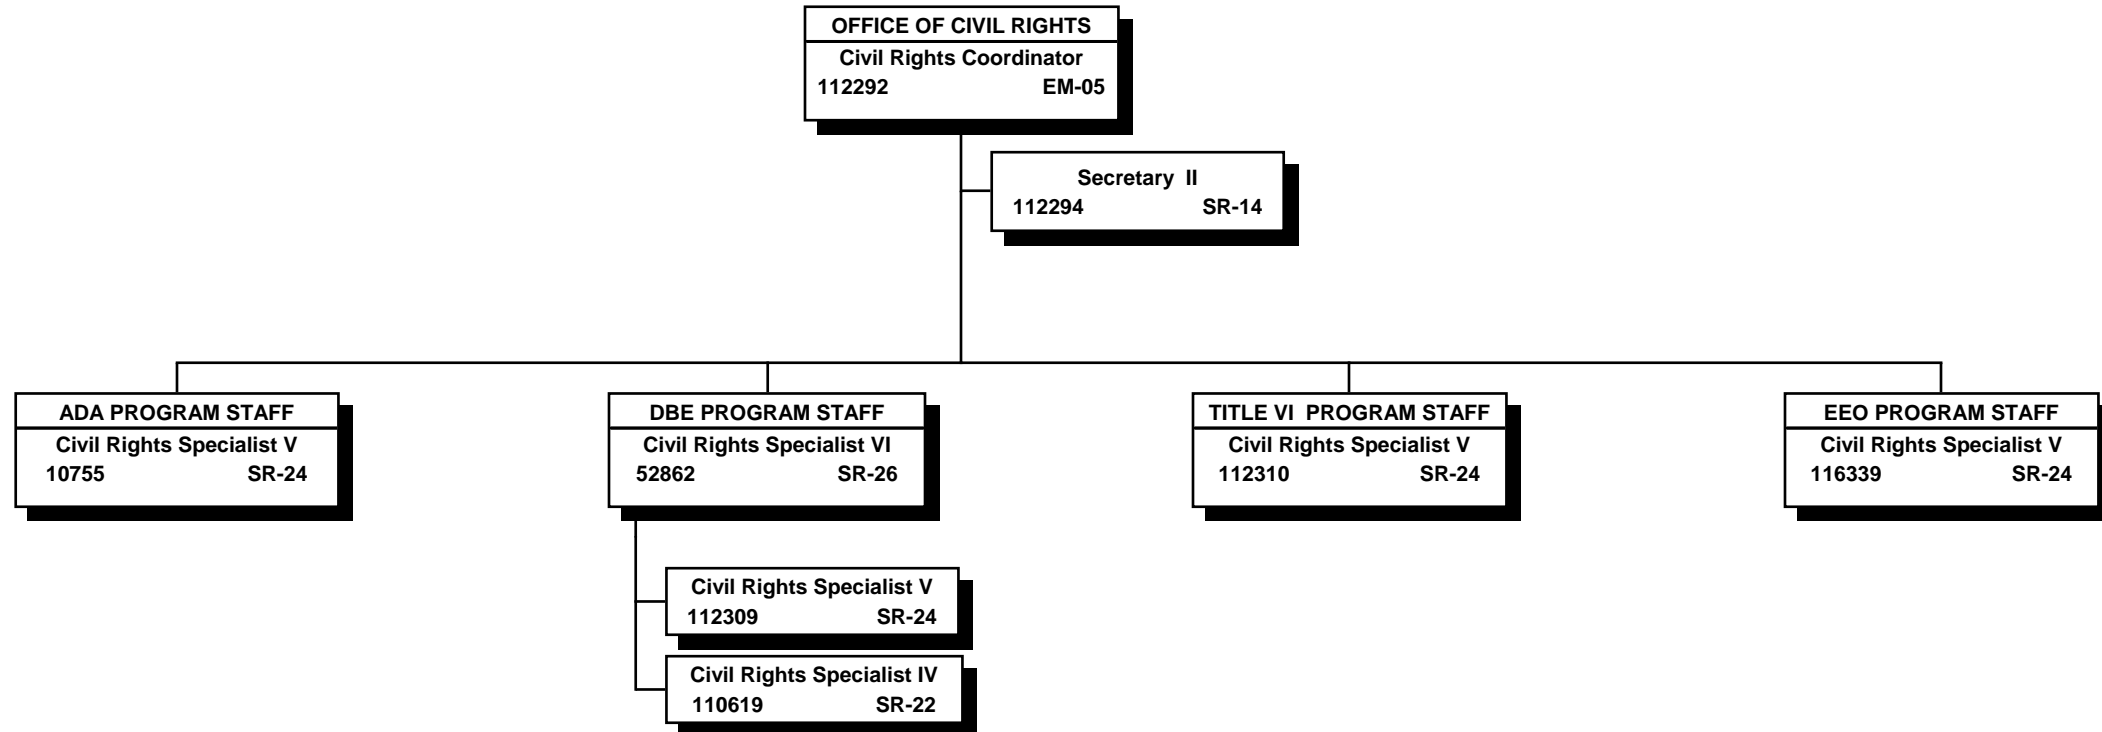 OFFICE OF CIVIL RIGHTS
Civil Rights Coordinator
112292 EM-05
Secretary II
112294 SR-14
ADA PROGRAM STAFF
Civil Rights Specialist V
10755 SR-24
DBE PROGRAM STAFF
Civil Rights Specialist VI
52862 SR-26
Civil Rights Specialist V
112309 SR-24
Civil Rights Specialist IV
110619 SR-22
TITLE VI PROGRAM STAFF
Civil Rights Specialist V
112310 SR-24
EEO PROGRAM STAFF
Civil Rights Specialist V
116339 SR-24